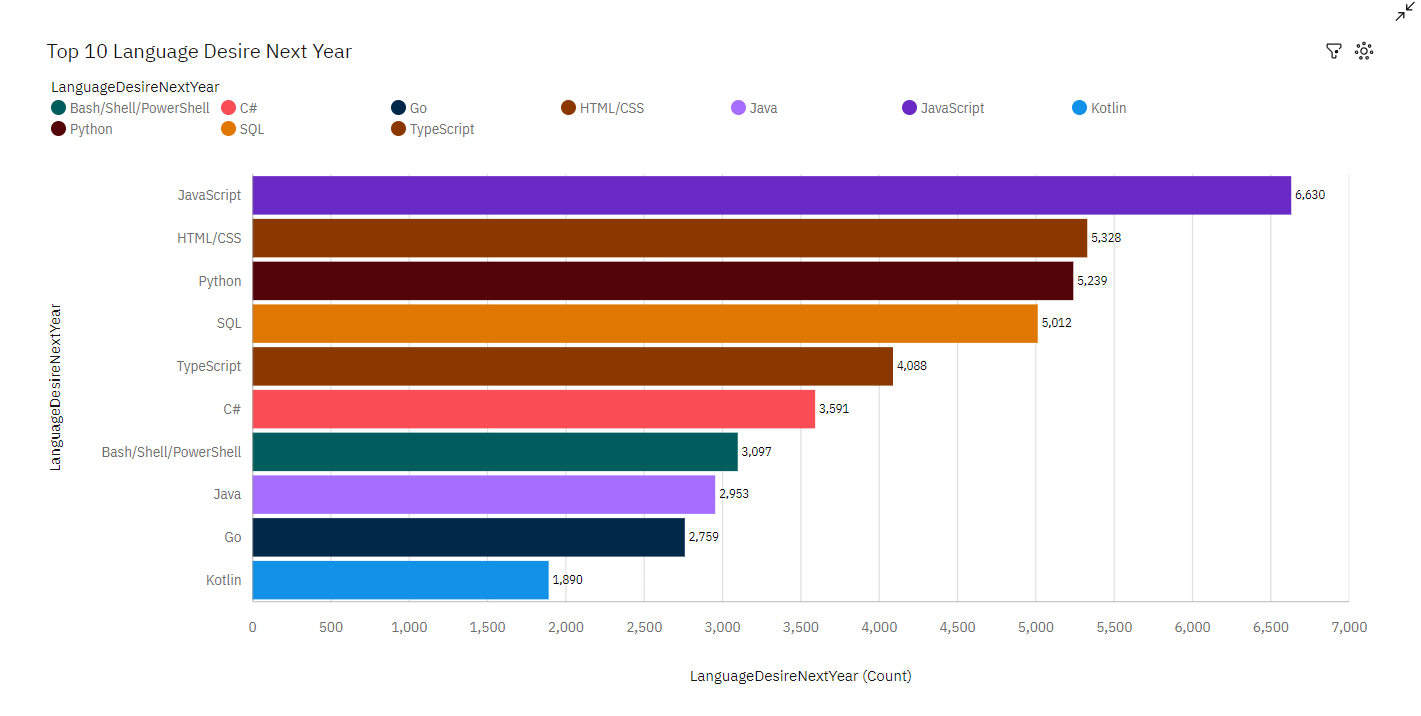 Top 10 Language Desire Next Year
LanguageDesireNextYear
Bash/Shell/PowerShell C# Go HTML/CSS Java JavaScript Kotlin
Python SQL TypeScript
LanguageDesireNextYear
JavaScript 6,630
HTML/CSS 5,328
Python 5,239
SQL 5,012
TypeScript 4,088
C# 3,591
Bash/Shell/PowerShell 3,097
Java 2,953
Go 2,759
Kotlin 1,890
0 500 1,000 1,500 2,000 2,500 3,000 3,500 4,000 4,500 5,000 5,500 6,000 6,500 7,000
LanguageDesireNextYear (Count)